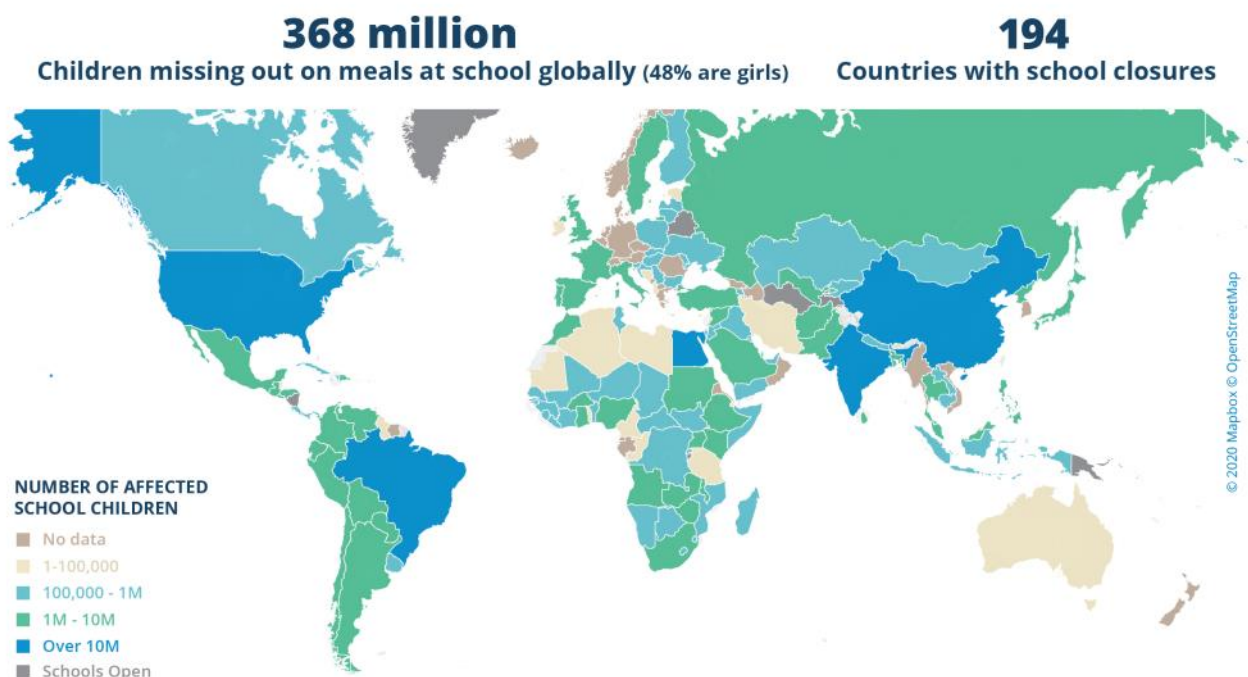 368 million
Children missing out on meals at school globally (48% are girls)
194
Countries with school closures
NUMBER OF AFFECTED
SCHOOL CHILDREN
No data
1-100,000
100,000 - 1M
1M - 10M
Over 10M
Schools Open
© 2020 Mapbox © OpenStreetMap